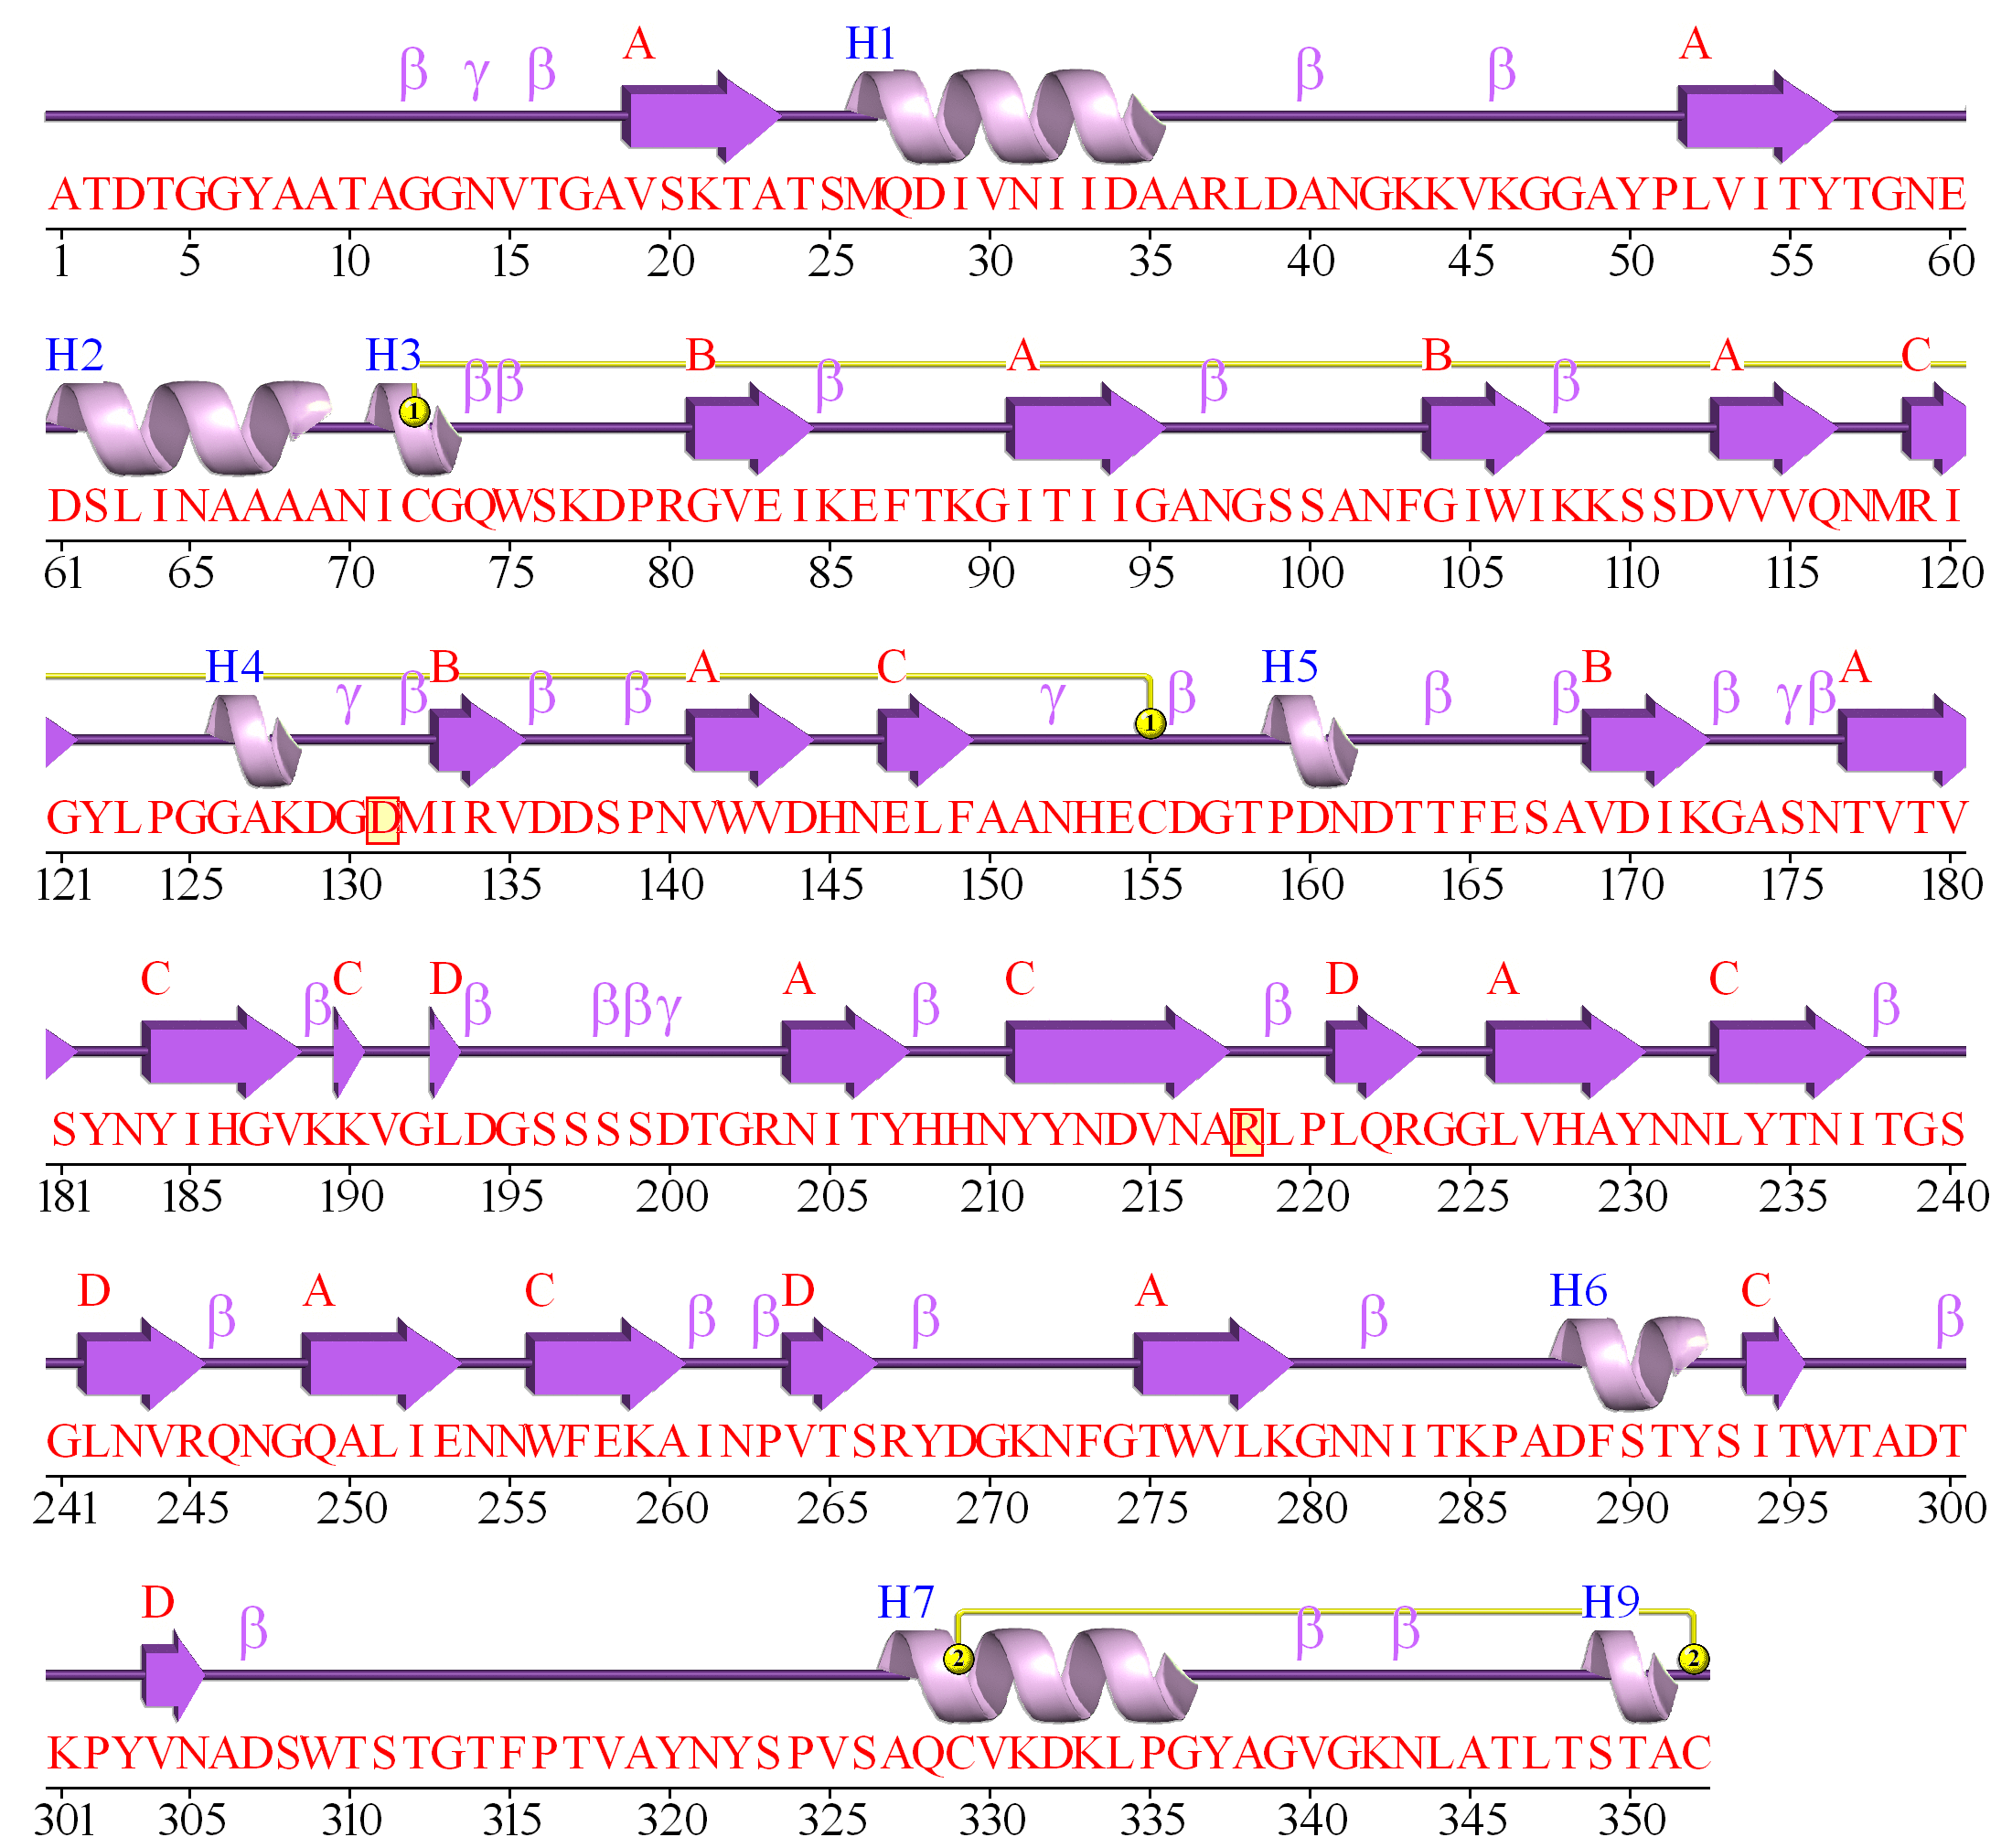 A H1 A
β γ β β β
ATDTGGYAATAGGNVTGAVSKTATSMQDIVNIIDAARLDANGKKVKGGAYPLVITYTGNE
1 5 10 15 20 25 30 35 40 45 50 55 60
H2 H3 B A B A C
1 β β β β β
DSLINAAAANICGQWSKDPRGVEIKEFTKGITIIGANGSSANFGIWIKKSSDVVVQNMRI
61 65 70 75 80 85 90 95 100 105 110 115 120
H4 B A C H5 B A
γ β β β γ 1 β β β β γ β
GYLPGGAKDGDMIRVDDSPNVWVDHNELFAANHECDGTPDNDTTFESAVDIKGASNTVTV
121 125 130 135 140 145 150 155 160 165 170 175 180
C C D A C D A C
β β β β γ β β β
SYNYIHGVKKVGLDGSSSSDTGRNITYHHNYYNDVNARLPLQRGGLVHAYNNLYTNITGS
181 185 190 195 200 205 210 215 220 225 230 235 240
D A C D A H6 C
β β β β β β
GLNVRQNGQALIENNWFEKAINPVTSRYDGKNFGTWVLKGNNITKPADFSTYSITWTADT
241 245 250 255 260 265 270 275 280 285 290 295 300
D H7 H9
β 2 β β 2
KPYVNADSWTSTGTFPTVAYNYSPVSAQCVKDKLPGYAGVGKNLATLTSTAC
301 305 310 315 320 325 330 335 340 345 350